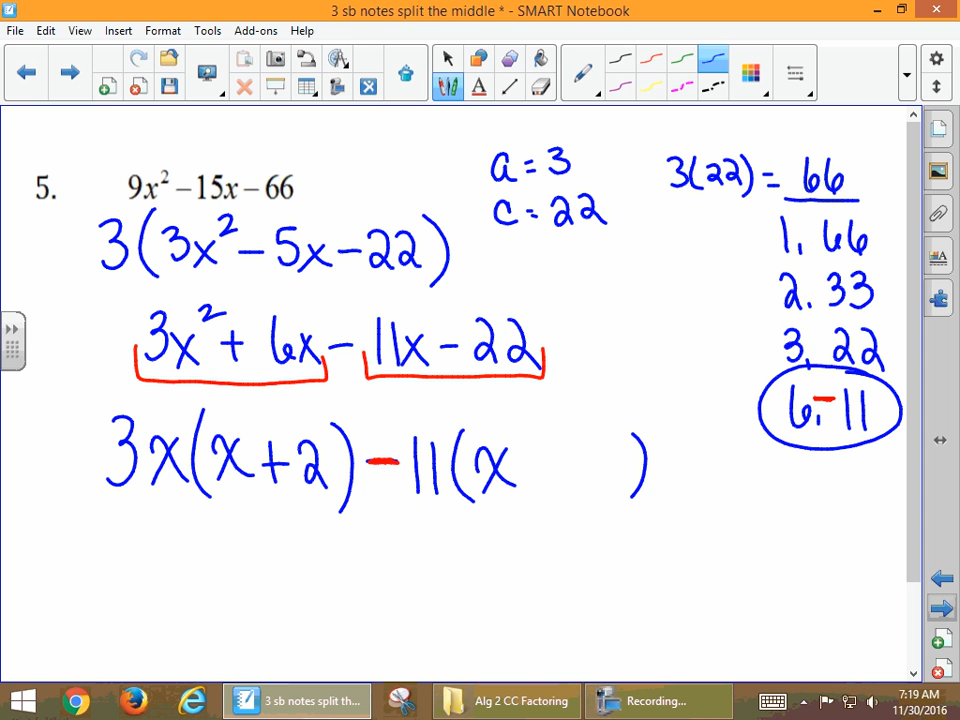 3 sb notes split the middle * - SMART Notebook
File Edit View Insert Format Tools Add-ons Help
5. 9x² – 15x – 66
a = 3
c = 22
3(22) = 66
1, 66
2. 33
3, 22
6, - 11
3(3x² - 5x - 22)
3x² + 6x - 11x - 22
3x(x + 2) - 11(x )
3 sb notes split th...
Alg 2 CC Factoring
Recording...
7:19 AM
11/30/2016